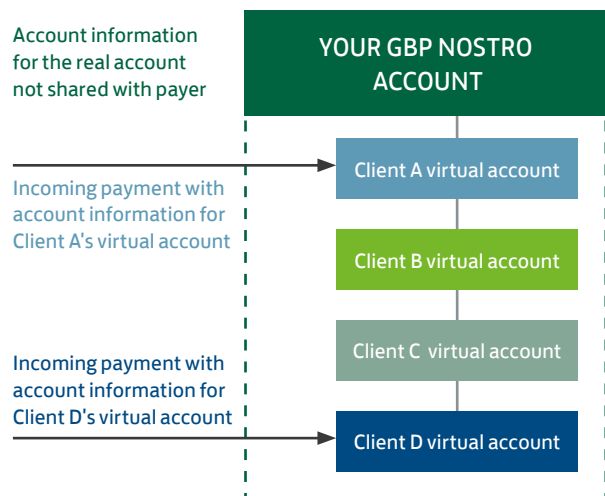 Account information
for the real account
not shared with payer
YOUR GBP NOSTRO
ACCOUNT
Client A virtual account
Incoming payment with
account information for
Client A's virtual account
Client B virtual account
Client C virtual account
Incoming payment with
account information for
Client D's virtual account
Client D virtual account